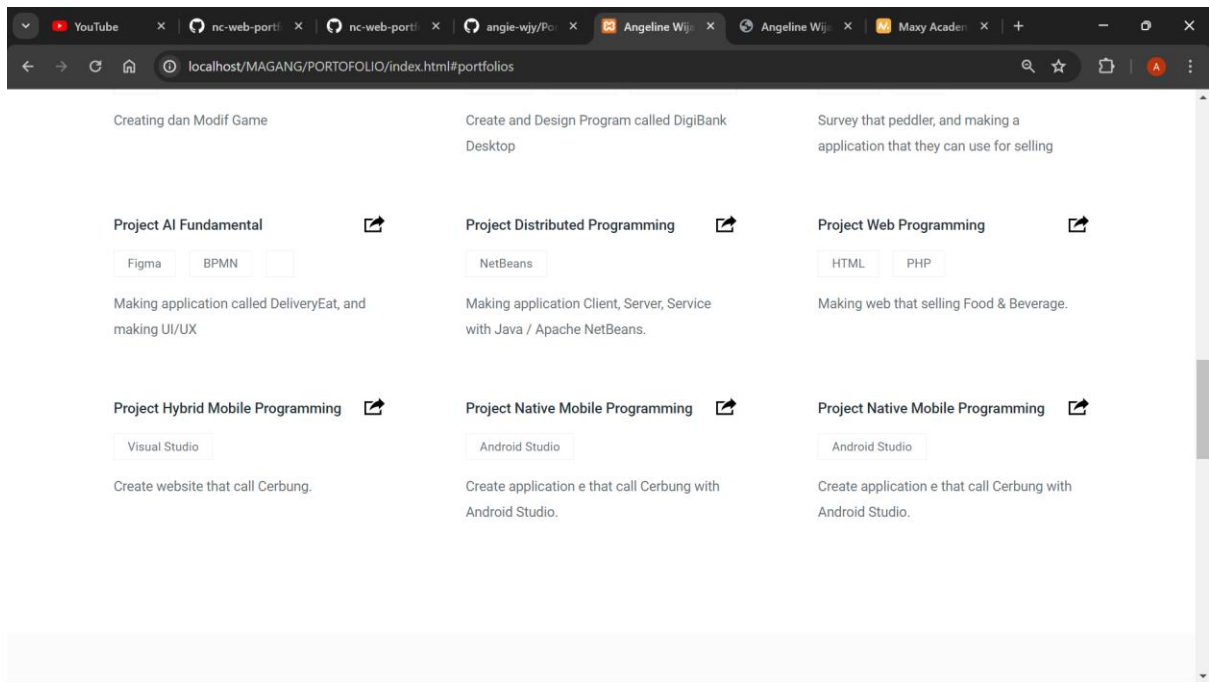 YouTube nc-web-portf nc-web-portf angie-wjy/Po Angeline Wij Angeline Wij Maxy Academ
localhost/MAGANG/PORTOFOLIO/index.html#portfolios A
Creating dan Modif Game
Create and Design Program called DigiBank
Desktop
Survey that peddler, and making a
application that they can use for selling
Project AI Fundamental
Figma BPMN
Making application called DeliveryEat, and
making UI/UX
Project Distributed Programming
NetBeans
Making application Client, Server, Service
with Java / Apache NetBeans.
Project Web Programming
HTML PHP
Making web that selling Food & Beverage.
Project Hybrid Mobile Programming
Visual Studio
Create website that call Cerbung.
Project Native Mobile Programming
Android Studio
Create application e that call Cerbung with
Android Studio.
Project Native Mobile Programming
Android Studio
Create application e that call Cerbung with
Android Studio.